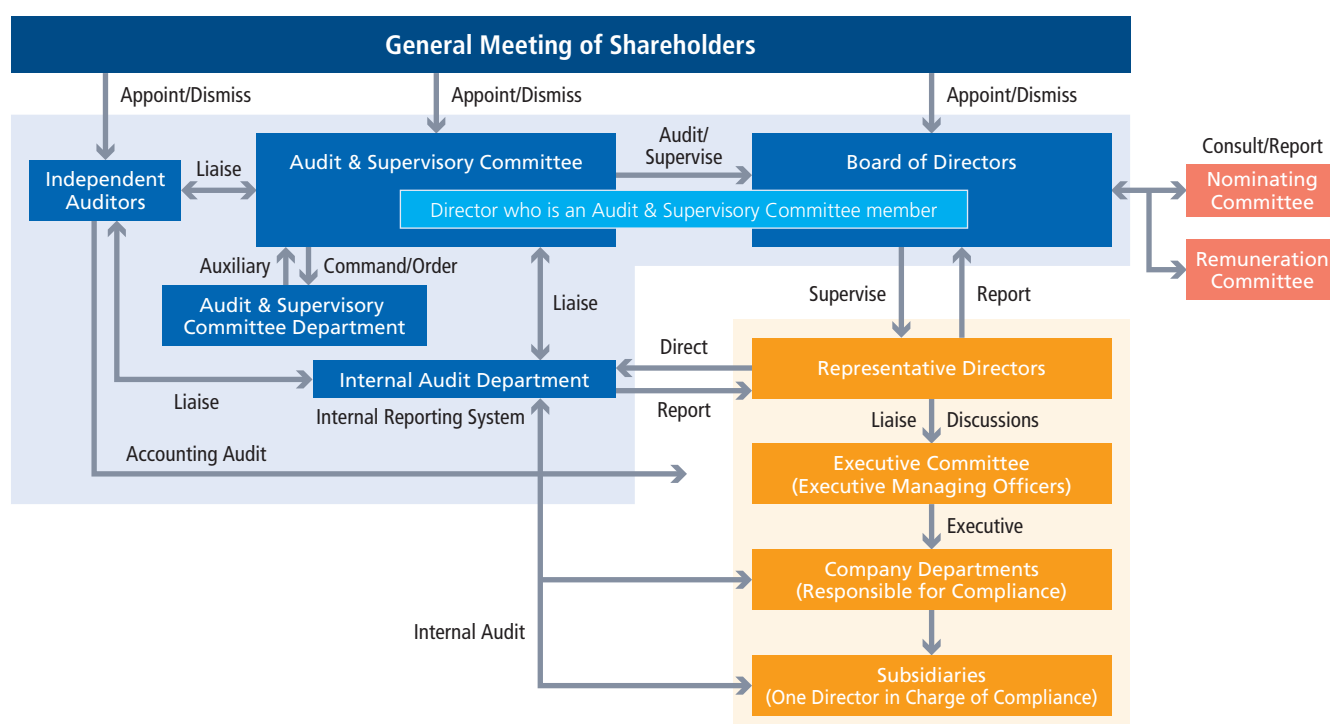 General Meeting of Shareholders
Appoint/Dismiss
Appoint/Dismiss
Appoint/Dismiss
Independent
Auditors
Liaise
Audit & Supervisory Committee
Audit/
Supervise
Board of Directors
Director who is an Audit & Supervisory Committee member
Consult/Report
Nominating
Committee
Remuneration
Committee
Auxiliary
Command/Order
Audit & Supervisory
Committee Department
Liaise
Supervise
Report
Liaise
Internal Audit Department
Internal Reporting System
Direct
Report
Representative Directors
Liaise
Discussions
Accounting Audit
Executive Committee
(Executive Managing Officers)
Executive
Company Departments
(Responsible for Compliance)
Internal Audit
Subsidiaries
(One Director in Charge of Compliance)